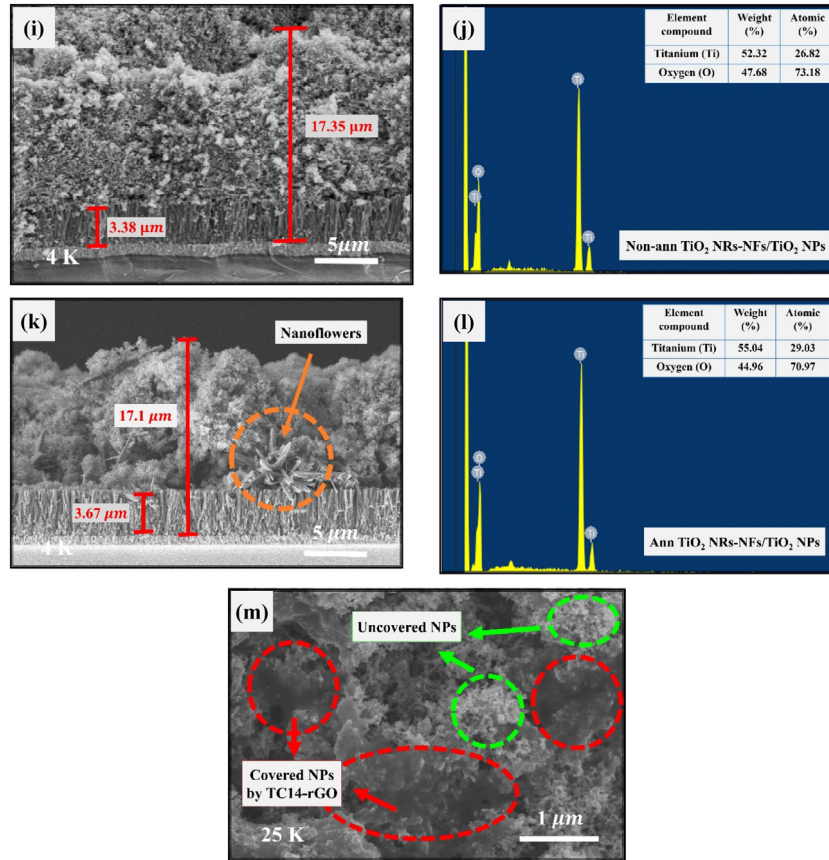 (i)
17.35 μm
3.38 μm
4 K
5μm
(j)
Element compound Weight (%) Atomic (%)
Titanium (Ti) 52.32 26.82
Oxygen (O) 47.68 73.18
Ti
O
Ti
Ti
Non-ann TiO₂ NRs-NFs/TiO₂ NPs
(k)
Nanoflowers
17.1 μm
3.67 μm
4 K
5 μm
(l)
Element compound Weight (%) Atomic (%)
Titanium (Ti) 55.04 29.03
Oxygen (O) 44.96 70.97
Ti
O
Ti
Ti
Ann TiO₂ NRs-NFs/TiO₂ NPs
(m)
Uncovered NPs
Covered NPs
by TC14-rGO
25 K
1 μm